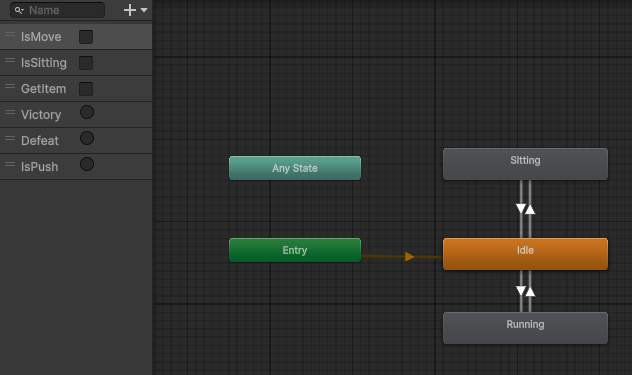 Name
IsMove
IsSitting
GetItem
Victory
Defeat
IsPush
Any State
Sitting
Entry
Idle
Running